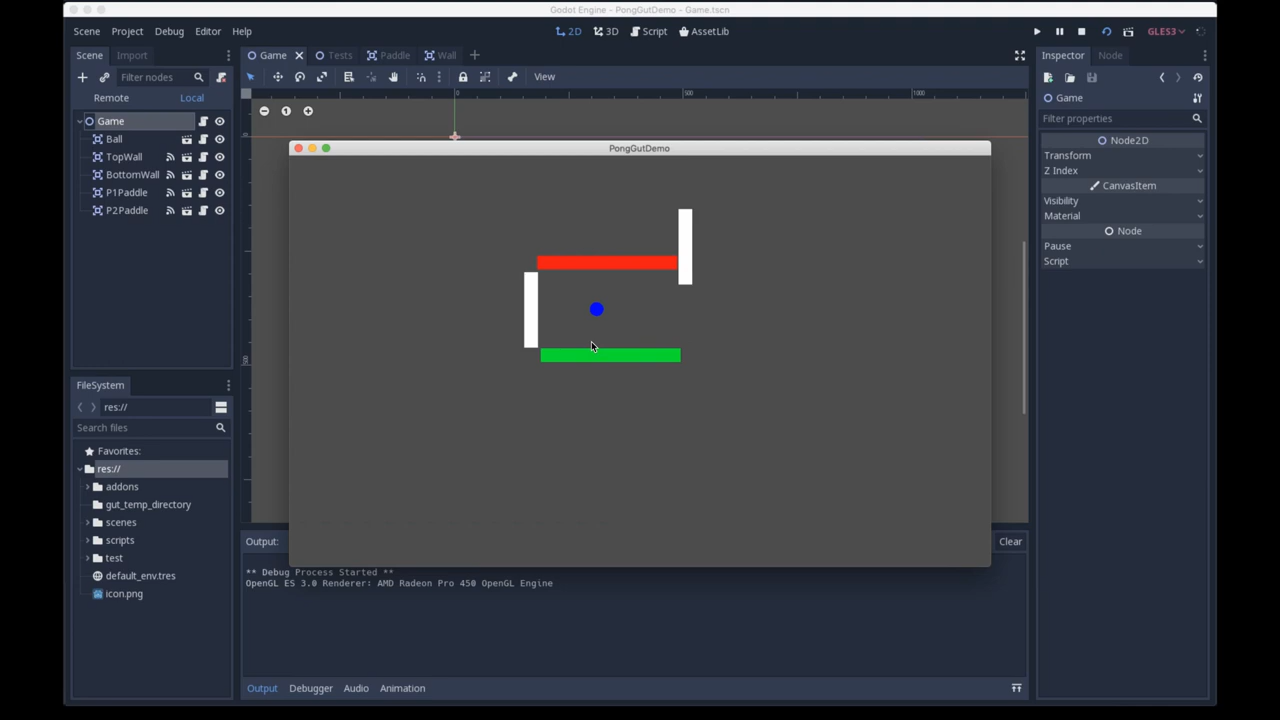 Godot Engine - PongGutDemo - Game.tscn
Scene Project Debug Editor Help
2D 3D Script AssetLib
GLES3
Scene Import
Filter nodes
Remote Local
Game
Ball
TopWall
BottomWall
P1Paddle
P2Paddle
FileSystem
res://
Search files
Favorites:
res://
addons
gut_temp_directory
scenes
scripts
test
default_env.tres
icon.png
Game Tests Paddle Wall
View
0 500 1000
0
500
PongGutDemo
Output: Clear
** Debug Process Started **
OpenGL ES 3.0 Renderer: AMD Radeon Pro 450 OpenGL Engine
Output Debugger Audio Animation
Inspector Node
Game
Filter properties
Node2D
Transform
Z Index
CanvasItem
Visibility
Material
Node
Pause
Script